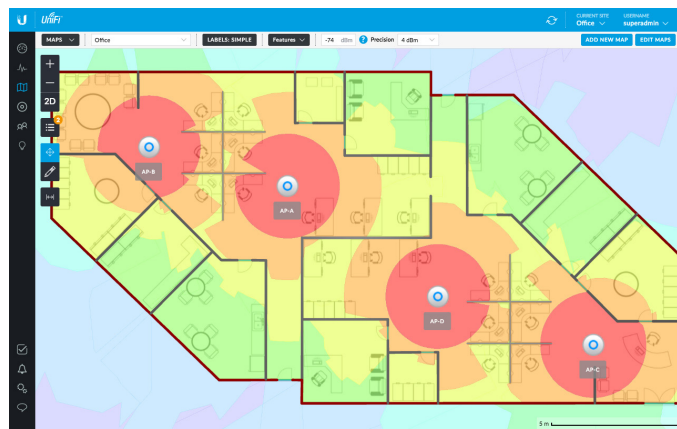 UniFi
CURRENT SITE
Office
USERNAME
superadmin
MAPS
Office
LABELS: SIMPLE
Features
-74 dBm
? Precision
4 dBm
ADD NEW MAP
EDIT MAPS
+
−
2D
2
AP-B
AP-A
AP-D
AP-C
5 m